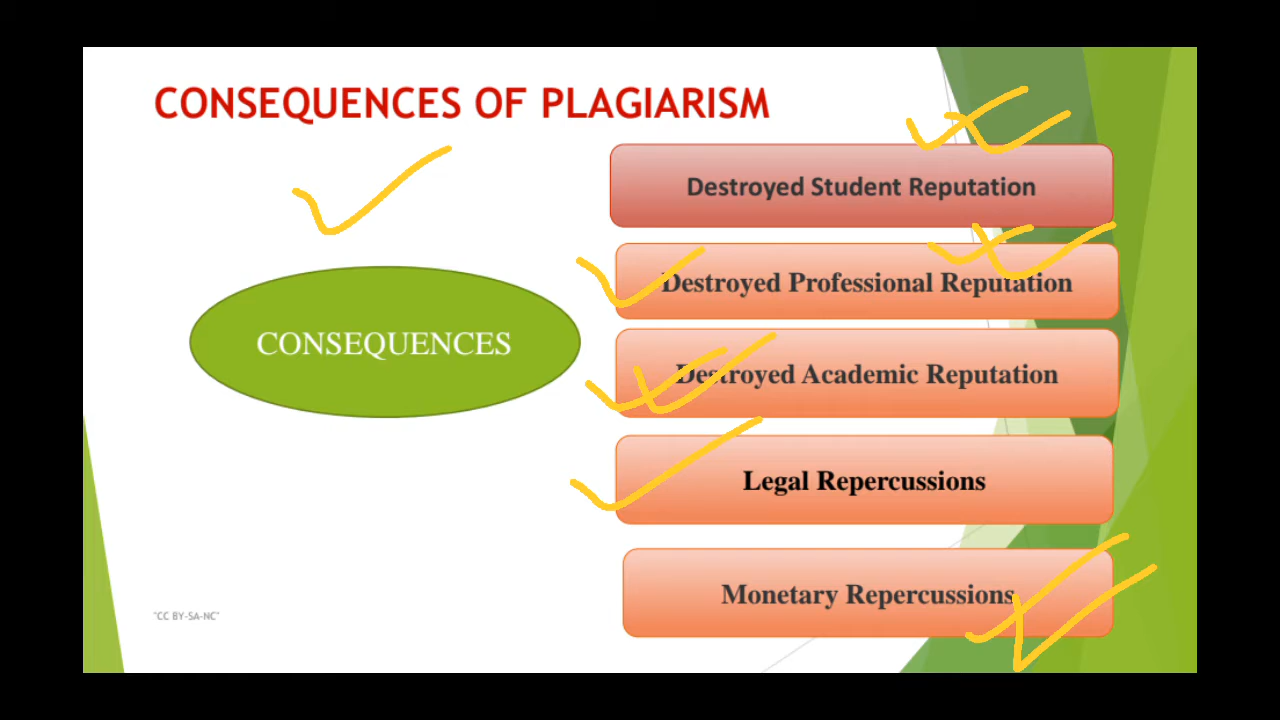 CONSEQUENCES OF PLAGIARISM
Destroyed Student Reputation
Destroyed Professional Reputation
CONSEQUENCES
Destroyed Academic Reputation
Legal Repercussions
Monetary Repercussions
"CC BY-SA-NC"